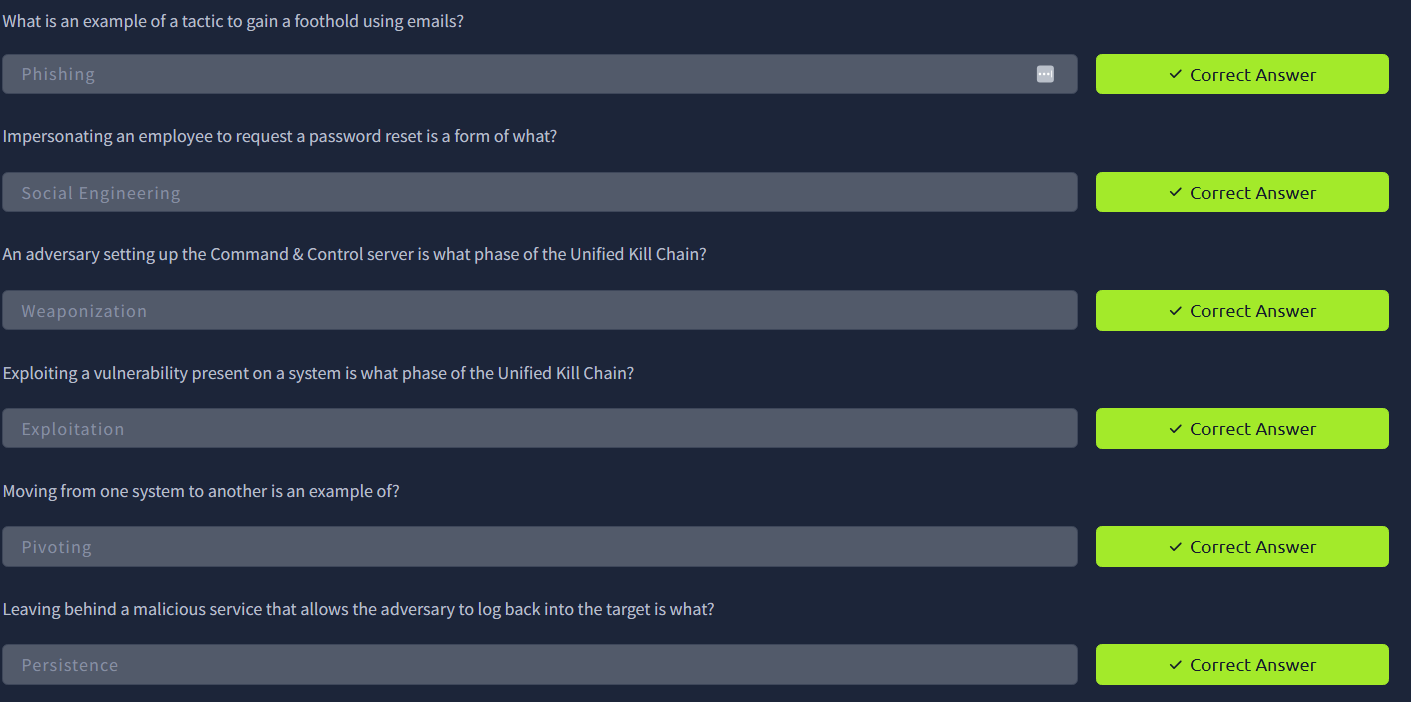 What is an example of a tactic to gain a foothold using emails?
Phishing
✓ Correct Answer
Impersonating an employee to request a password reset is a form of what?
Social Engineering
✓ Correct Answer
An adversary setting up the Command & Control server is what phase of the Unified Kill Chain?
Weaponization
✓ Correct Answer
Exploiting a vulnerability present on a system is what phase of the Unified Kill Chain?
Exploitation
✓ Correct Answer
Moving from one system to another is an example of?
Pivoting
✓ Correct Answer
Leaving behind a malicious service that allows the adversary to log back into the target is what?
Persistence
✓ Correct Answer